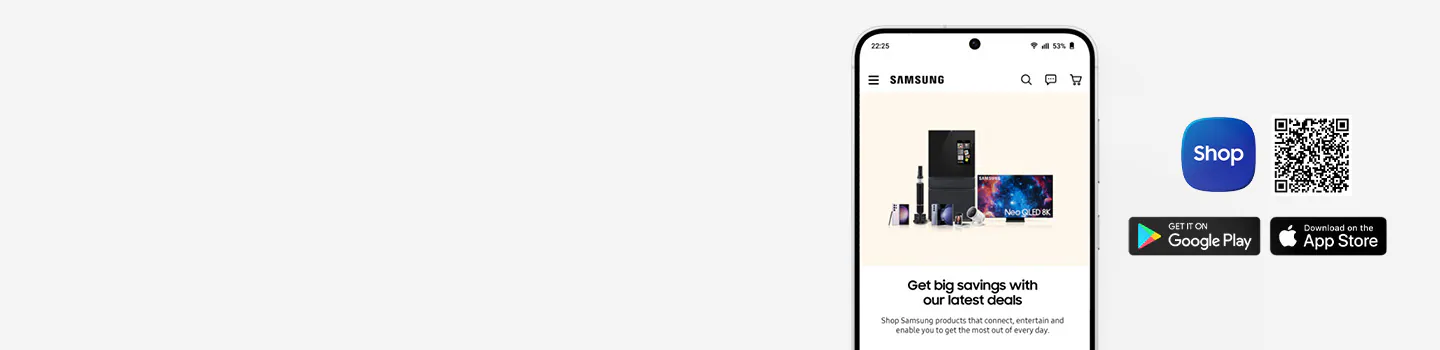 22:25
53%
SAMSUNG
SAMSUNG
Neo QLED 8K
Get big savings with
our latest deals
Shop Samsung products that connect, entertain and
enable you to get the most out of every day.
Shop
GET IT ON
Google Play
Download on the
App Store